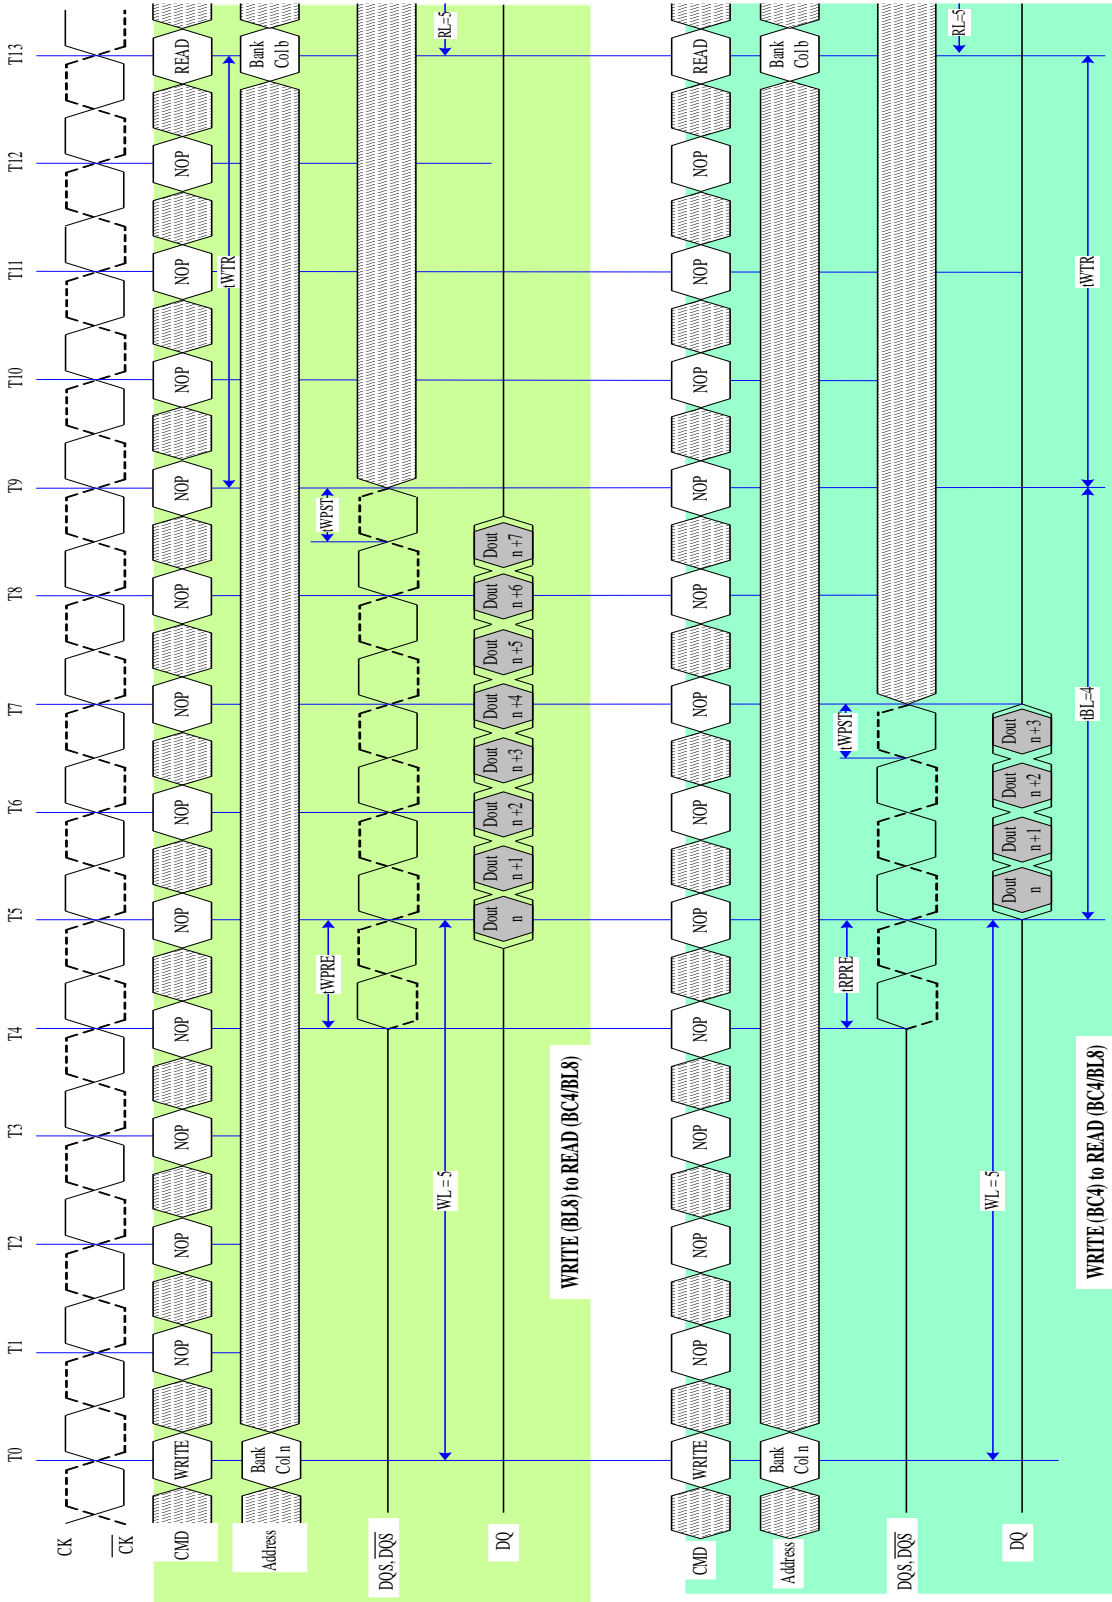 T0 T1 T2 T3 T4 T5 T6 T7 T8 T9 T10 T11 T12 T13
CK
CK
CMD WRITE NOP NOP NOP NOP NOP NOP NOP NOP NOP NOP NOP NOP READ
tWTR
Address Bank Bank
Col n Col b
tWPRE tWPST
DQS, DQS
WL = 5 RL=5
DQ Dout Dout Dout Dout Dout Dout Dout Dout
n n+1 n+2 n+3 n+4 n+5 n+6 n+7
WRITE (BL8) to READ (BC4/BL8)
CMD WRITE NOP NOP NOP NOP NOP NOP NOP NOP NOP NOP NOP NOP READ
Address Bank Bank
Col n Col b
tRPRE tWPST
DQS, DQS
WL = 5 RL=5
DQ Dout Dout Dout Dout
n n+1 n+2 n+3
tBL=4 tWTR
WRITE (BC4) to READ (BC4/BL8)